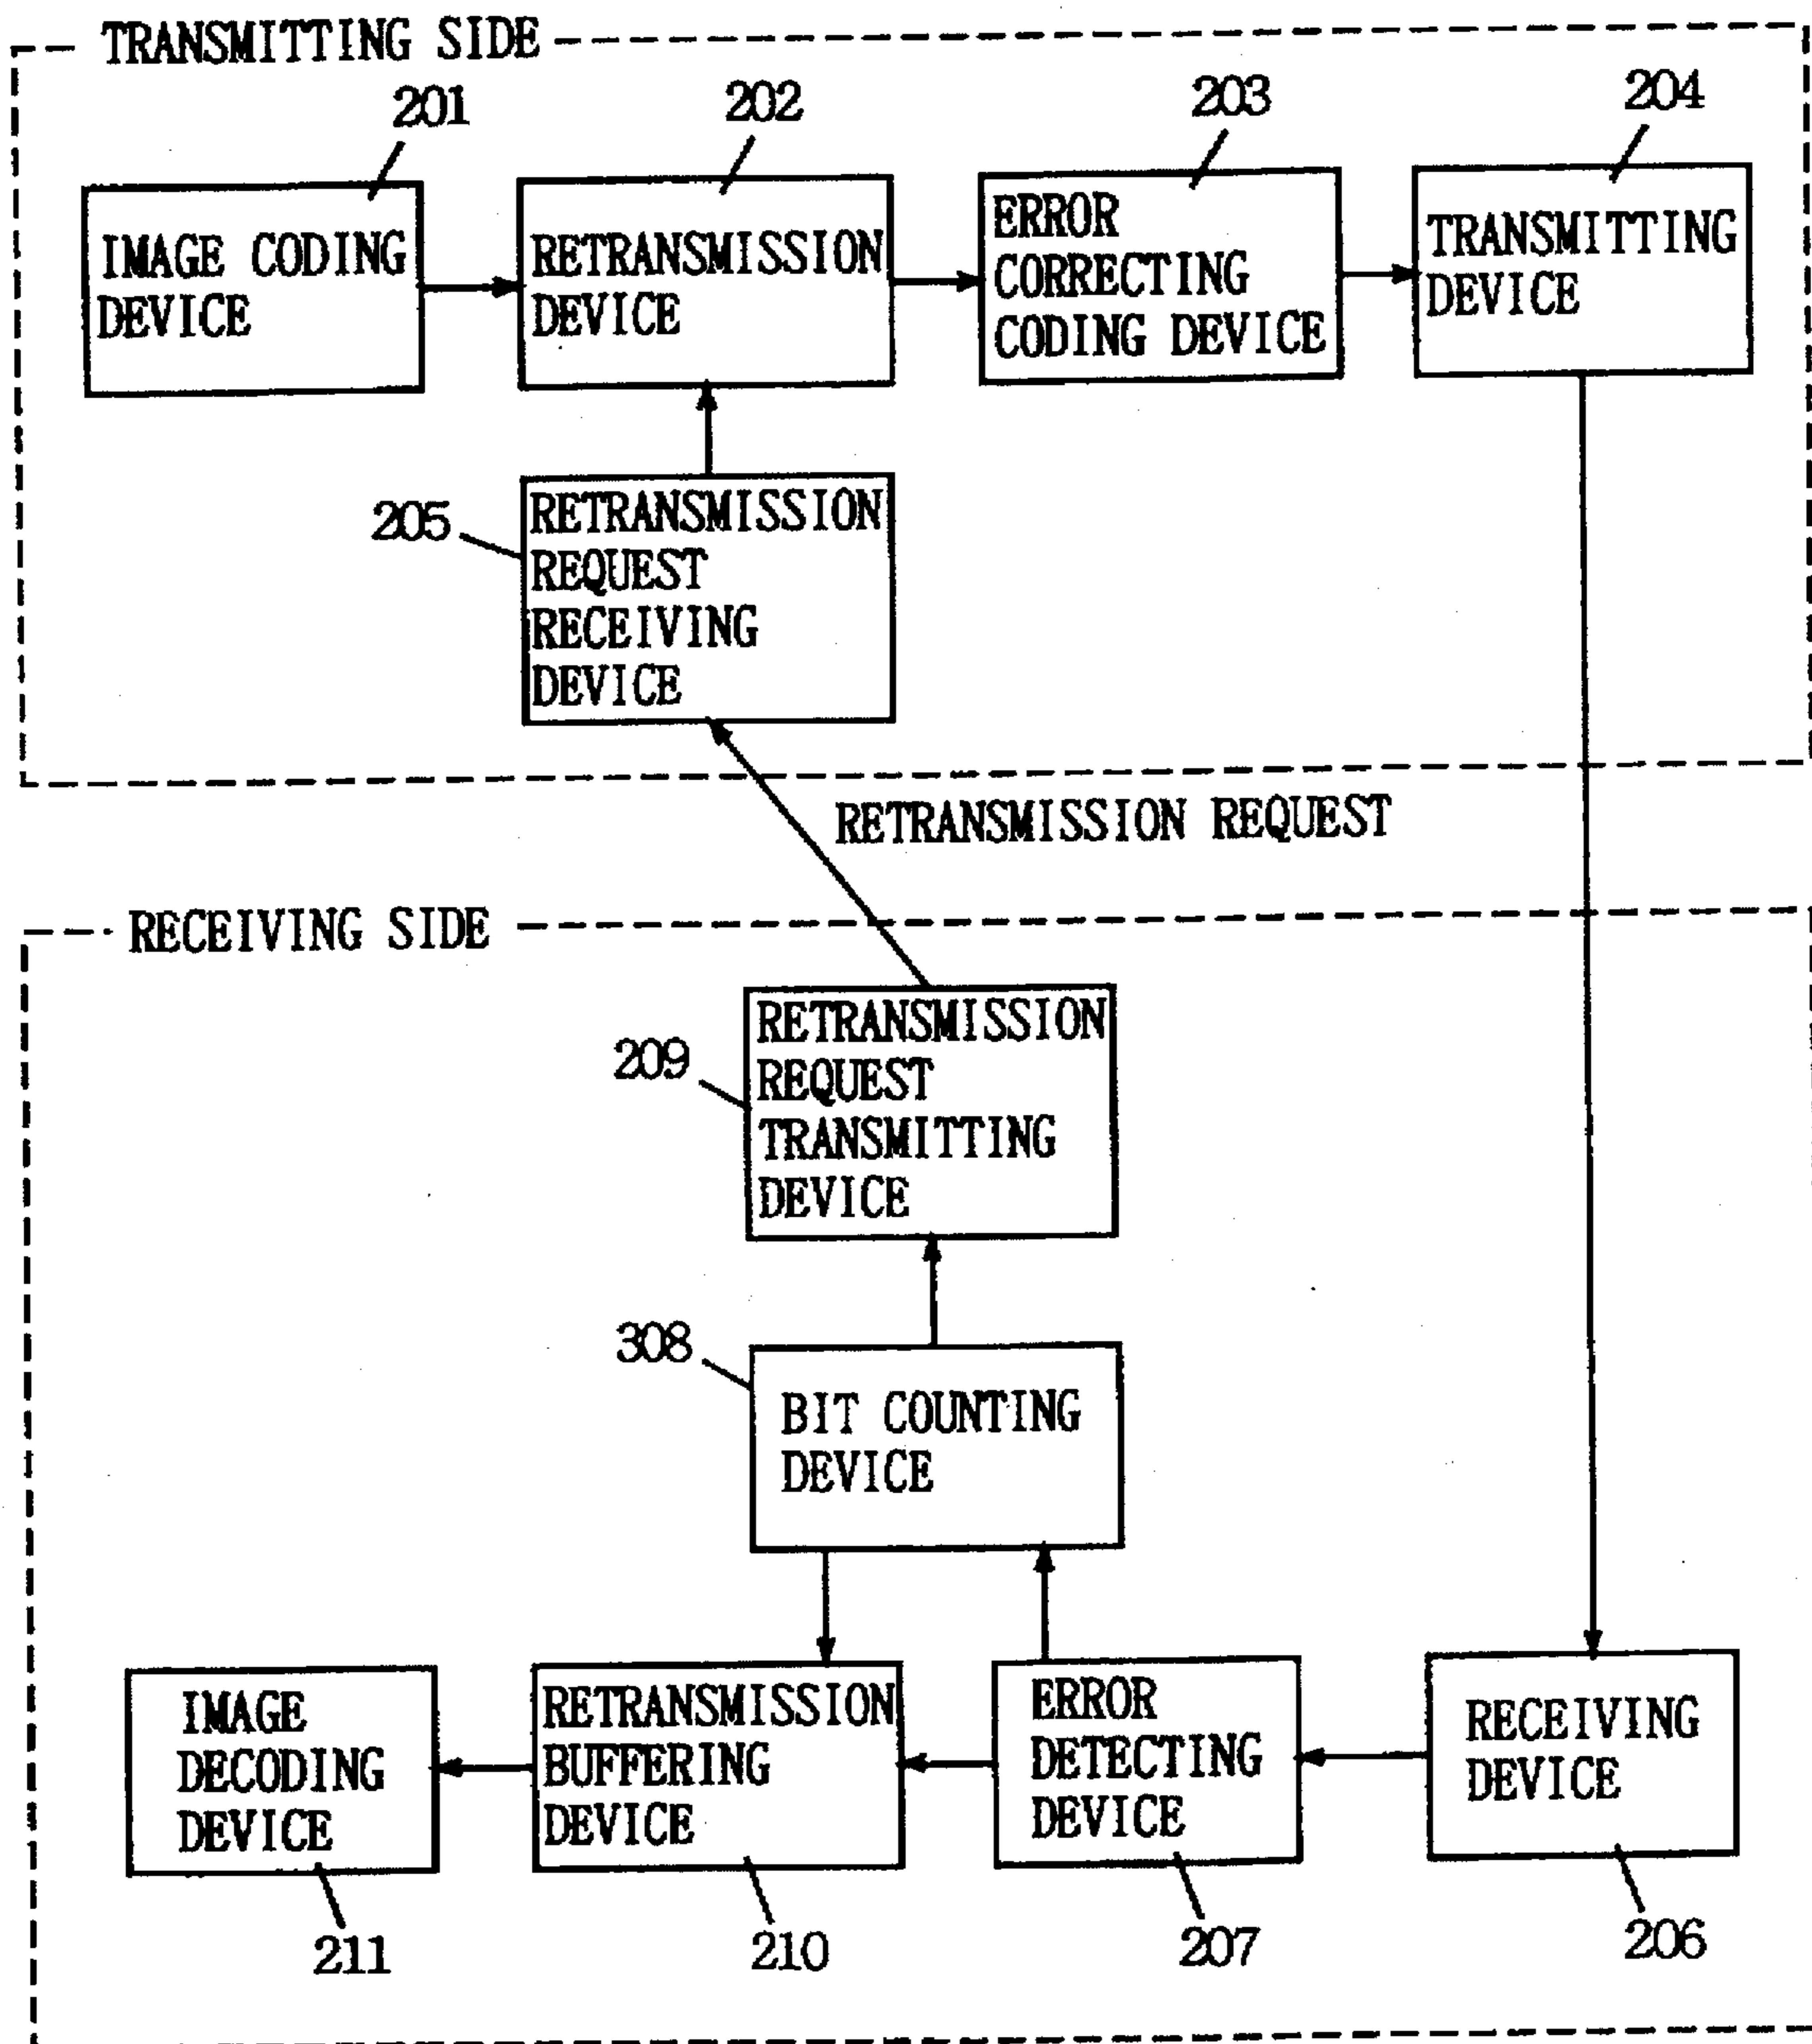 TRANSMITTING SIDE
201
202
203
204
IMAGE CODING
DEVICE
RETRANSMISSION
DEVICE
ERROR
CORRECTING
CODING DEVICE
TRANSMITTING
DEVICE
205
RETRANSMISSION
REQUEST
RECEIVING
DEVICE
RETRANSMISSION REQUEST
RECEIVING SIDE
209
RETRANSMISSION
REQUEST
TRANSMITTING
DEVICE
308
BIT COUNTING
DEVICE
IMAGE
DECODING
DEVICE
RETRANSMISSION
BUFFERING
DEVICE
ERROR
DETECTING
DEVICE
RECEIVING
DEVICE
211
210
207
206